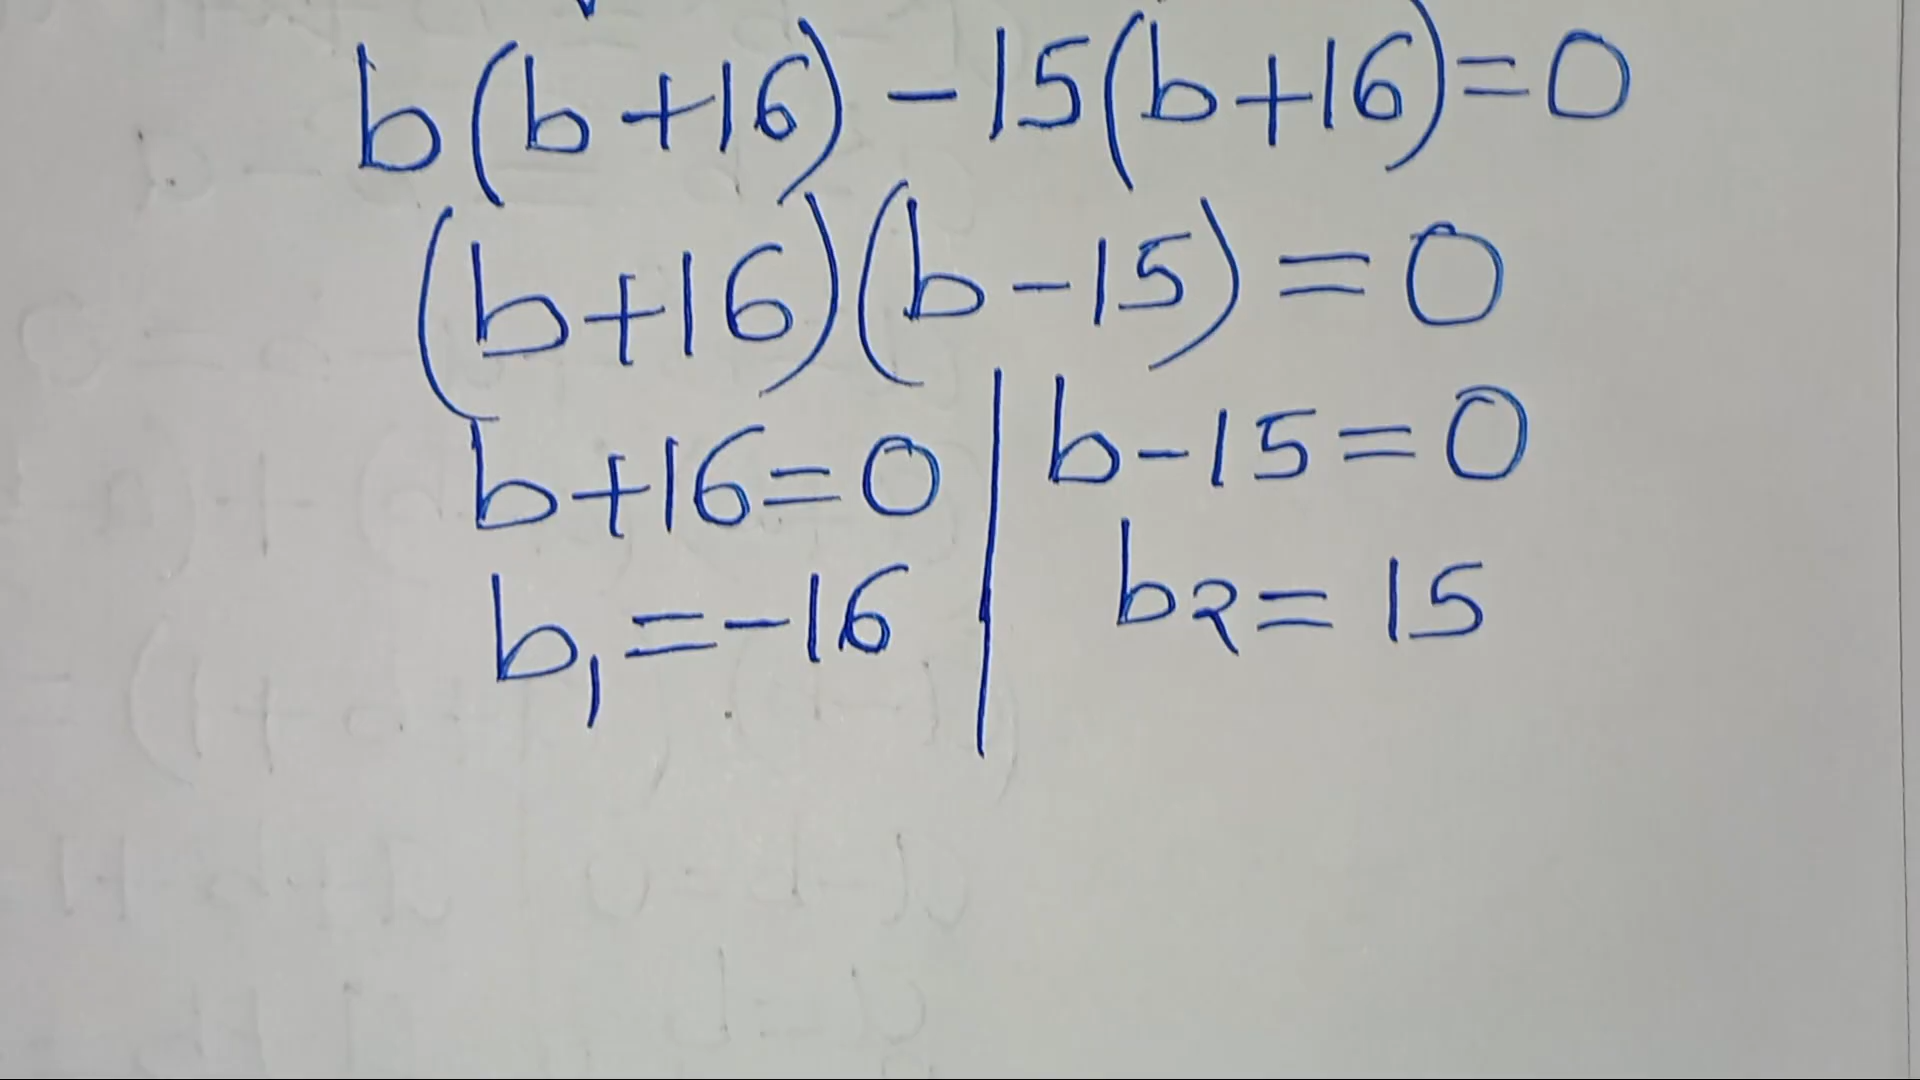 b(b+16)-15(b+16)=0
(b+16)(b-15)=0
b+16=0 | b-15=0
b₁=-16 | b₂=15